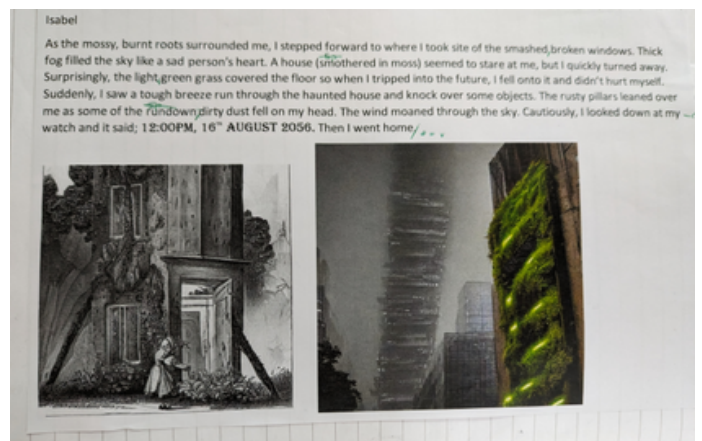 Isabel
As the mossy, burnt roots surrounded me, I stepped forward to where I took site of the smashed,broken windows. Thick
fog filled the sky like a sad person's heart. A house (smothered in moss) seemed to stare at me, but I quickly turned away.
Surprisingly, the light,green grass covered the floor so when I tripped into the future, I fell onto it and didn't hurt myself.
Suddenly, I saw a tough breeze run through the haunted house and knock over some objects. The rusty pillars leaned over
me as some of the rundown,dirty dust fell on my head. The wind moaned through the sky. Cautiously, I looked down at my
watch and it said; 12:00PM, 16TH AUGUST 2056. Then I went home/...